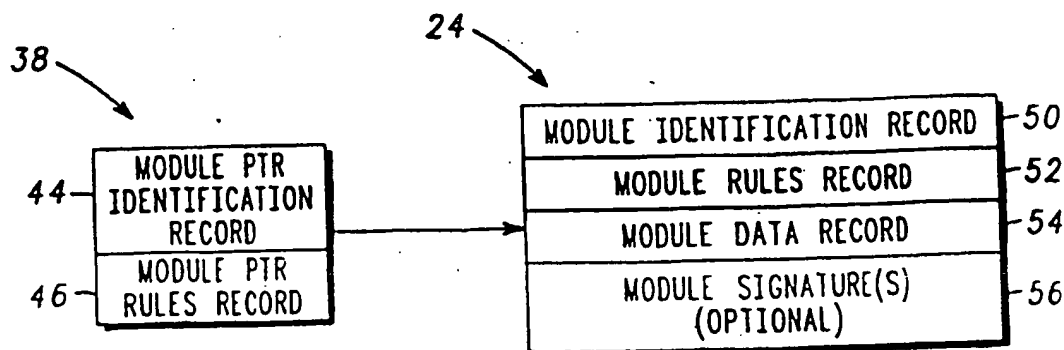 38
24
44
MODULE PTR
IDENTIFICATION
RECORD
46
MODULE PTR
RULES RECORD
MODULE IDENTIFICATION RECORD
50
MODULE RULES RECORD
52
MODULE DATA RECORD
54
MODULE SIGNATURE(S)
(OPTIONAL)
56